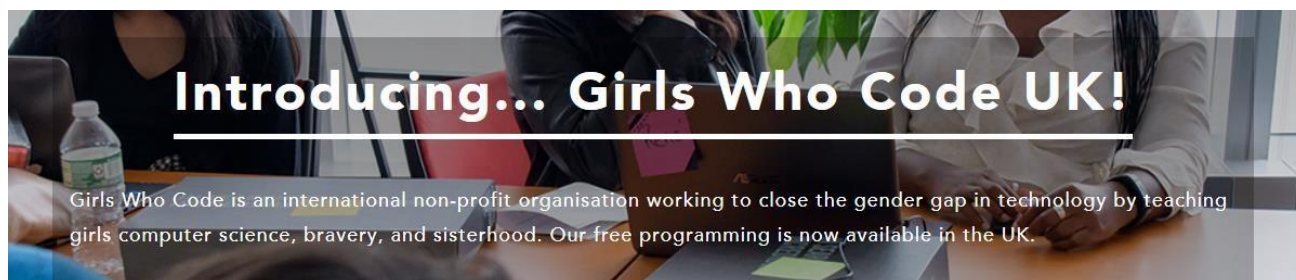 Introducing... Girls Who Code UK!
Girls Who Code is an international non-profit organisation working to close the gender gap in technology by teaching
girls computer science, bravery, and sisterhood. Our free programming is now available in the UK.